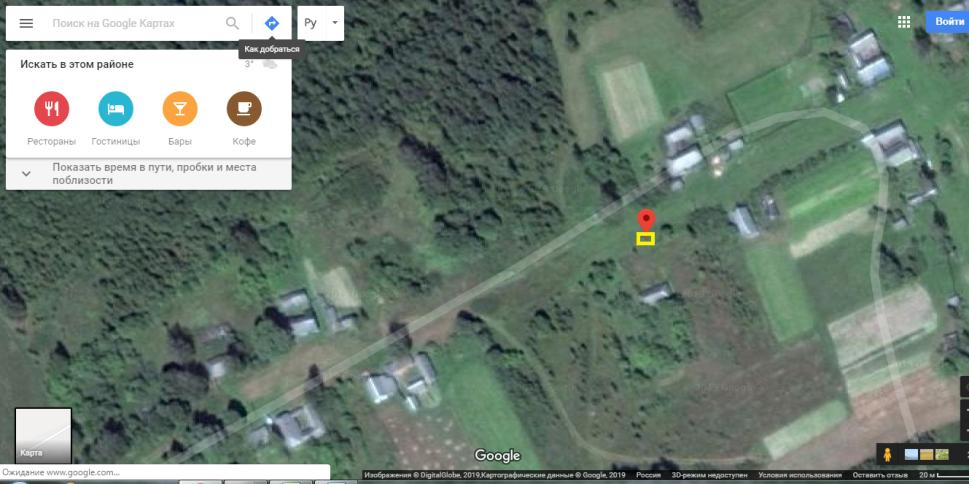 Поиск на Google Картах
Ру
Войти
Как добраться
Искать в этом районе
3°
Рестораны
Гостиницы
Бары
Кофе
Показать время в пути, пробки и места
поблизости
Карта
Google
Ожидание www.google.com...
Изображения © DigitalGlobe, 2019,Картографические данные © Google, 2019 Россия 3D-режим недоступен Условия использования Оставить отзыв 20 м